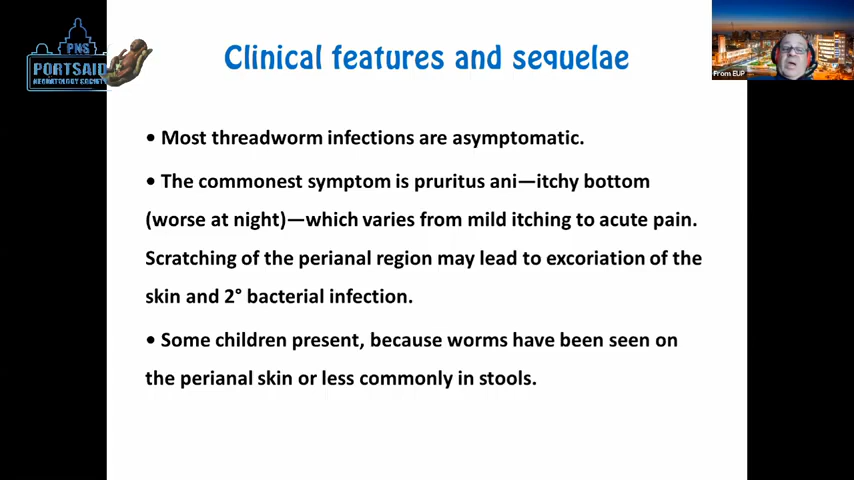 PNS
PORTSAID
NEONATOLOGY SOCIETY
Clinical features and sequelae
From EUP
• Most threadworm infections are asymptomatic.
• The commonest symptom is pruritus ani—itchy bottom
(worse at night)—which varies from mild itching to acute pain.
Scratching of the perianal region may lead to excoriation of the
skin and 2° bacterial infection.
• Some children present, because worms have been seen on
the perianal skin or less commonly in stools.